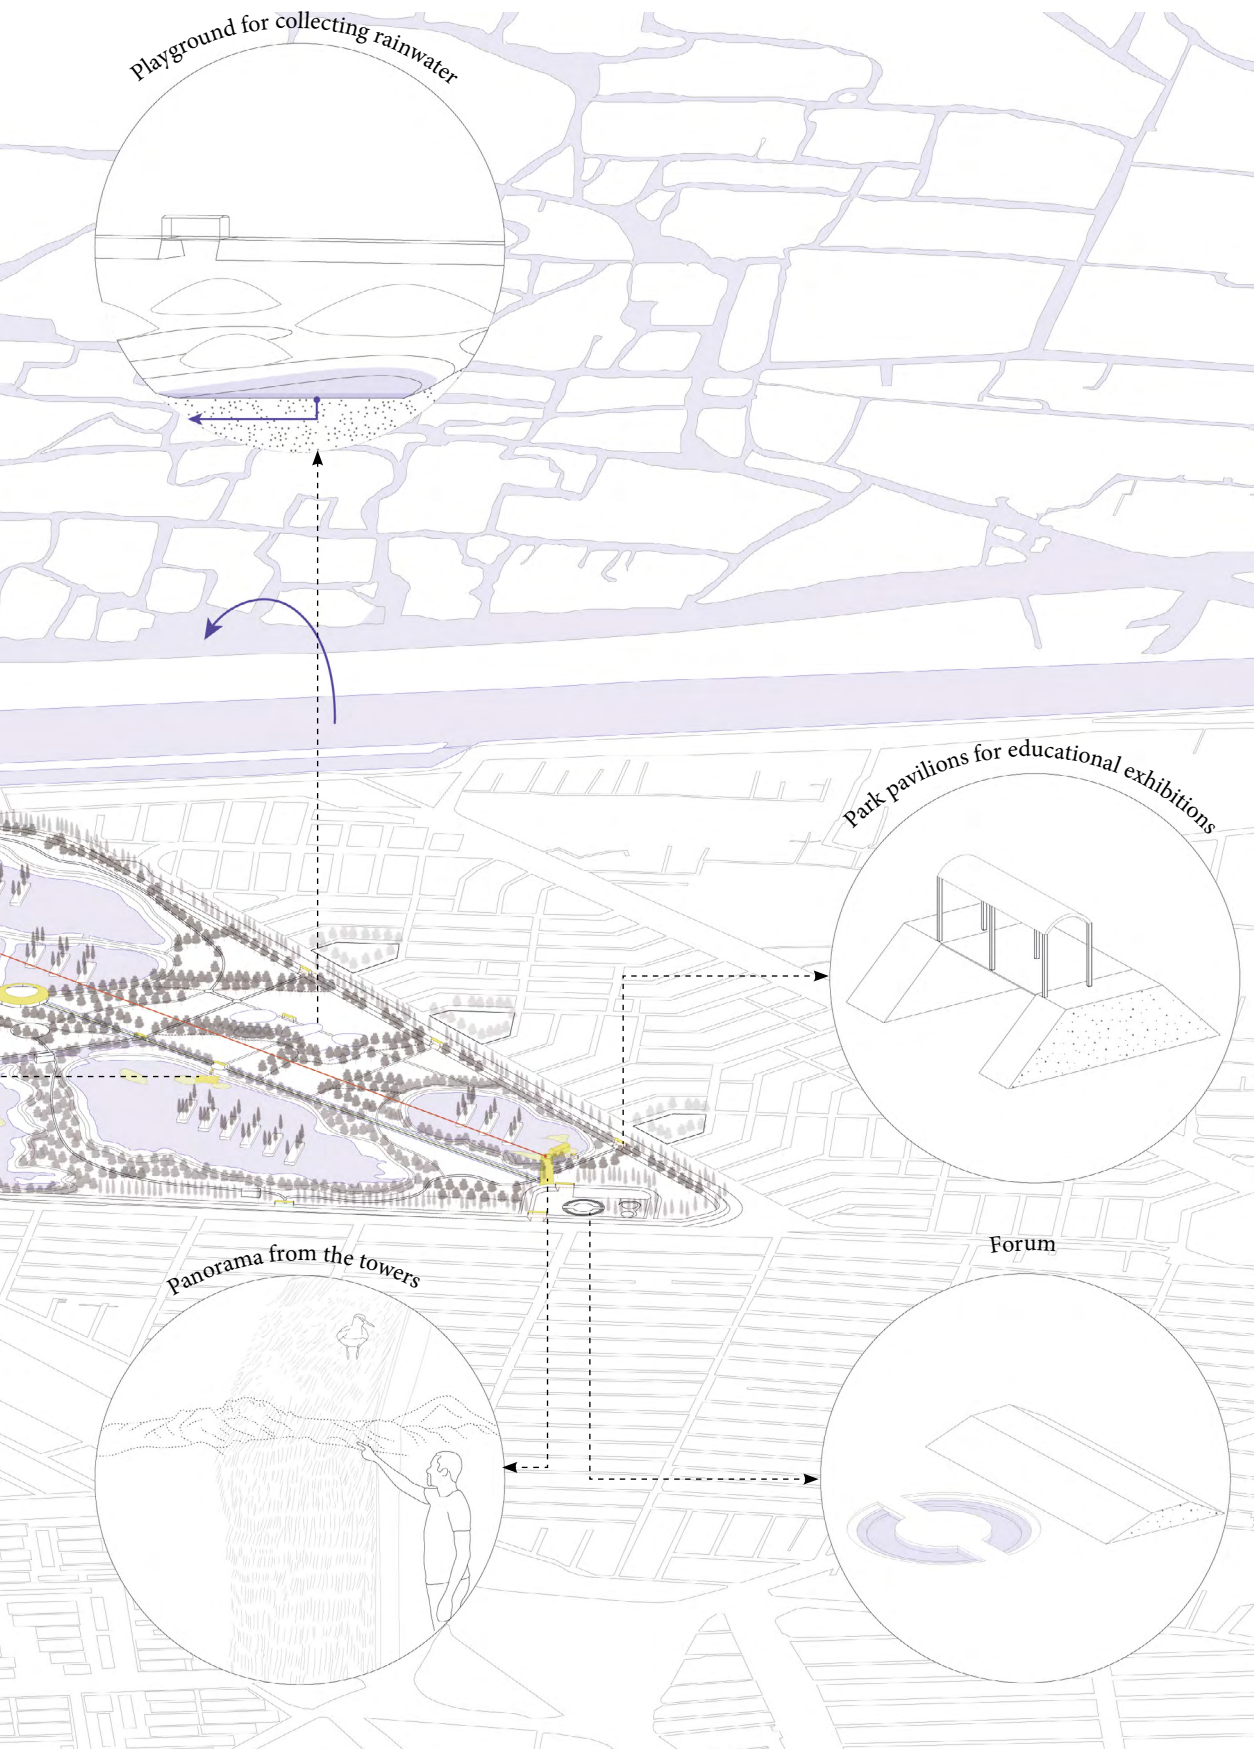 Playground for collecting rainwater
Park pavilions for educational exhibitions
Panorama from the towers
Forum